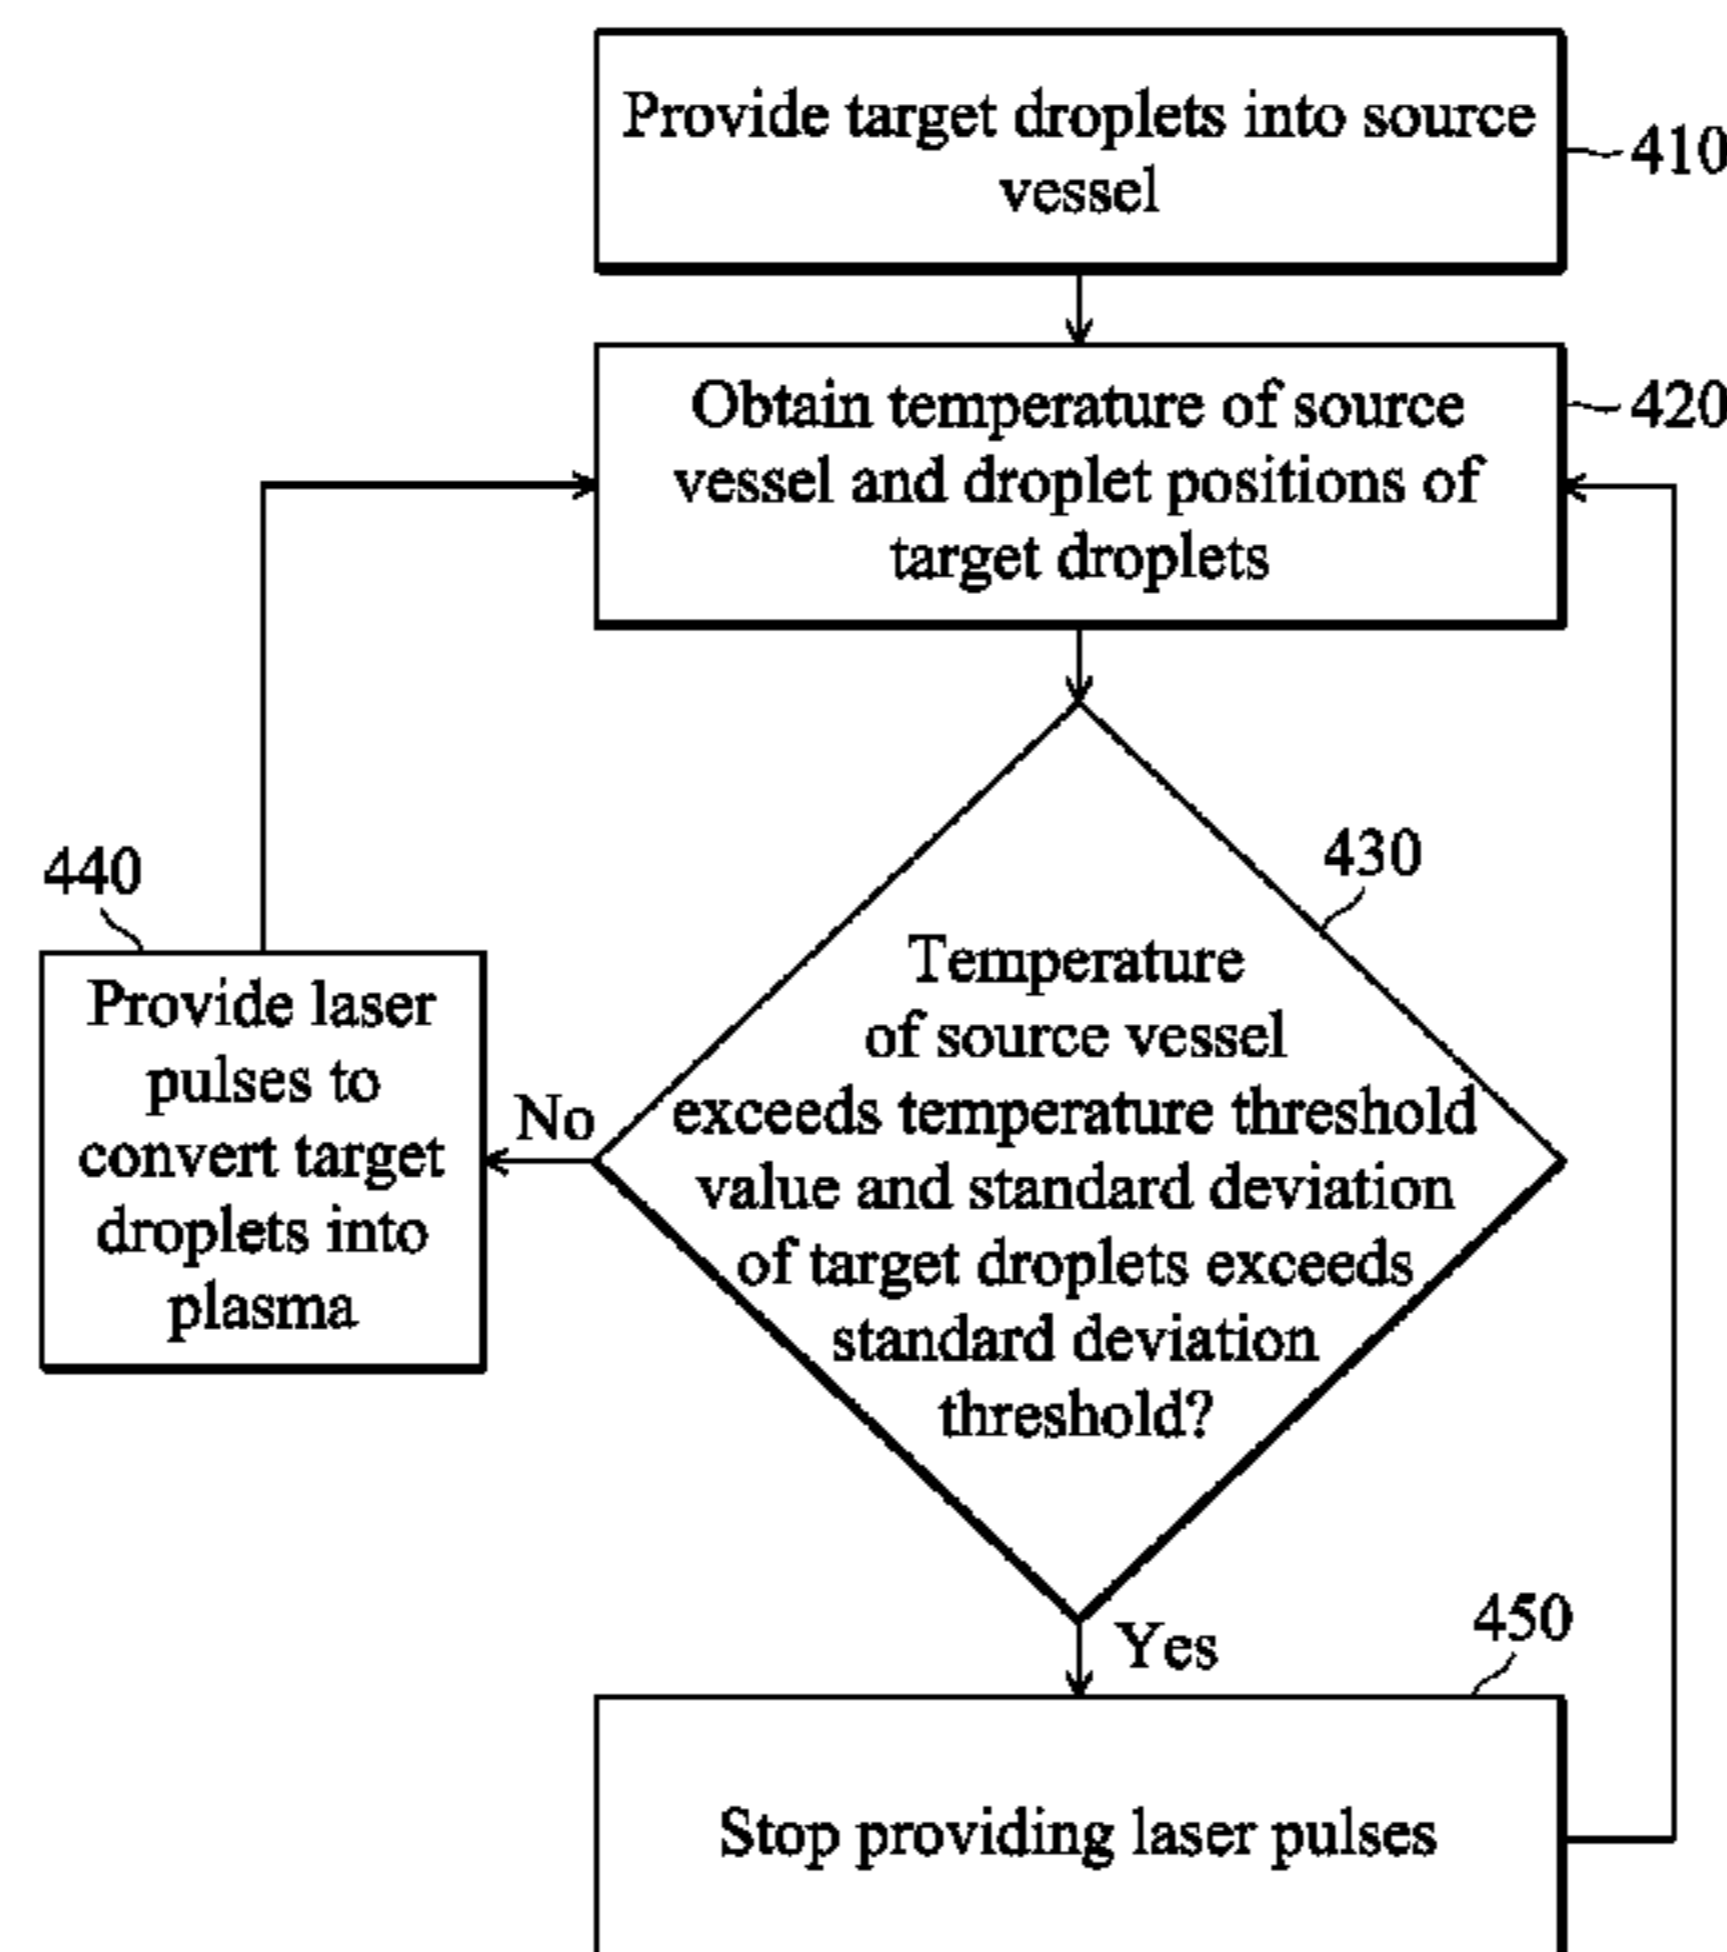 Provide target droplets into source
vessel
410
Obtain temperature of source
vessel and droplet positions of
target droplets
420
430
Temperature
of source vessel
exceeds temperature threshold
value and standard deviation
of target droplets exceeds
standard deviation
threshold?
No
440
Provide laser
pulses to
convert target
droplets into
plasma
Yes
450
Stop providing laser pulses